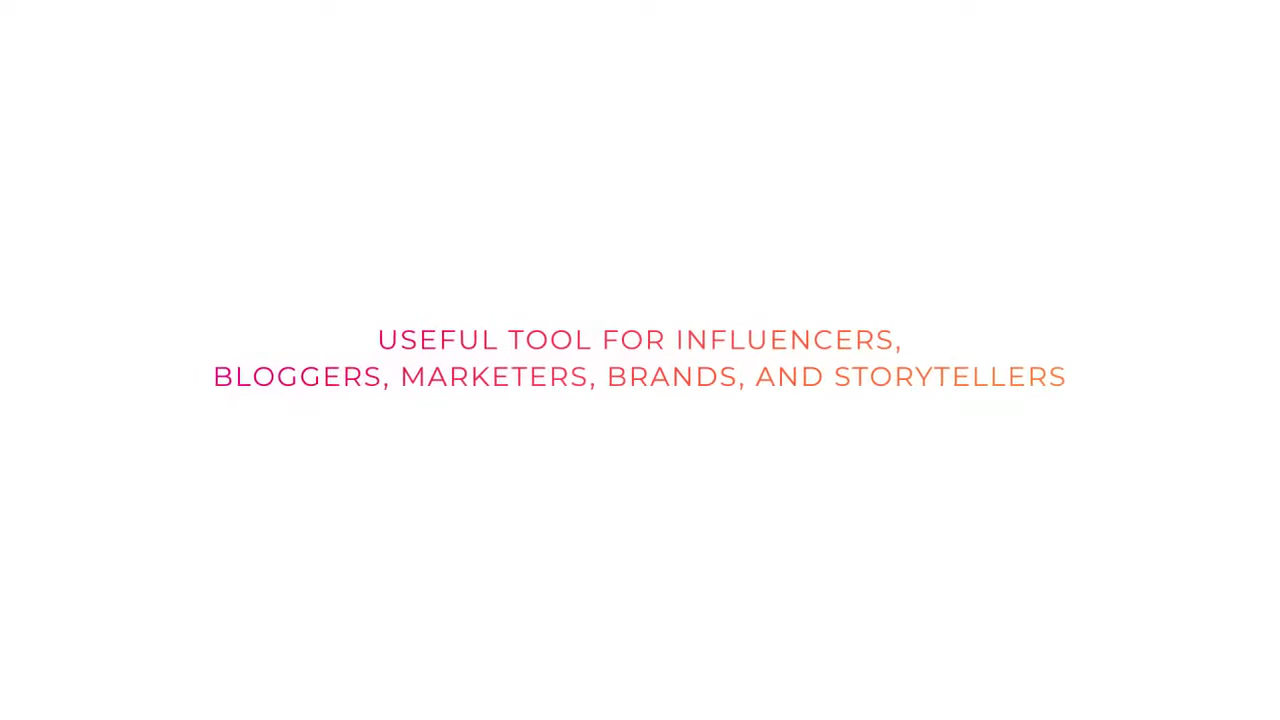 USEFUL TOOL FOR INFLUENCERS,
BLOGGERS, MARKETERS, BRANDS, AND STORYTELLERS